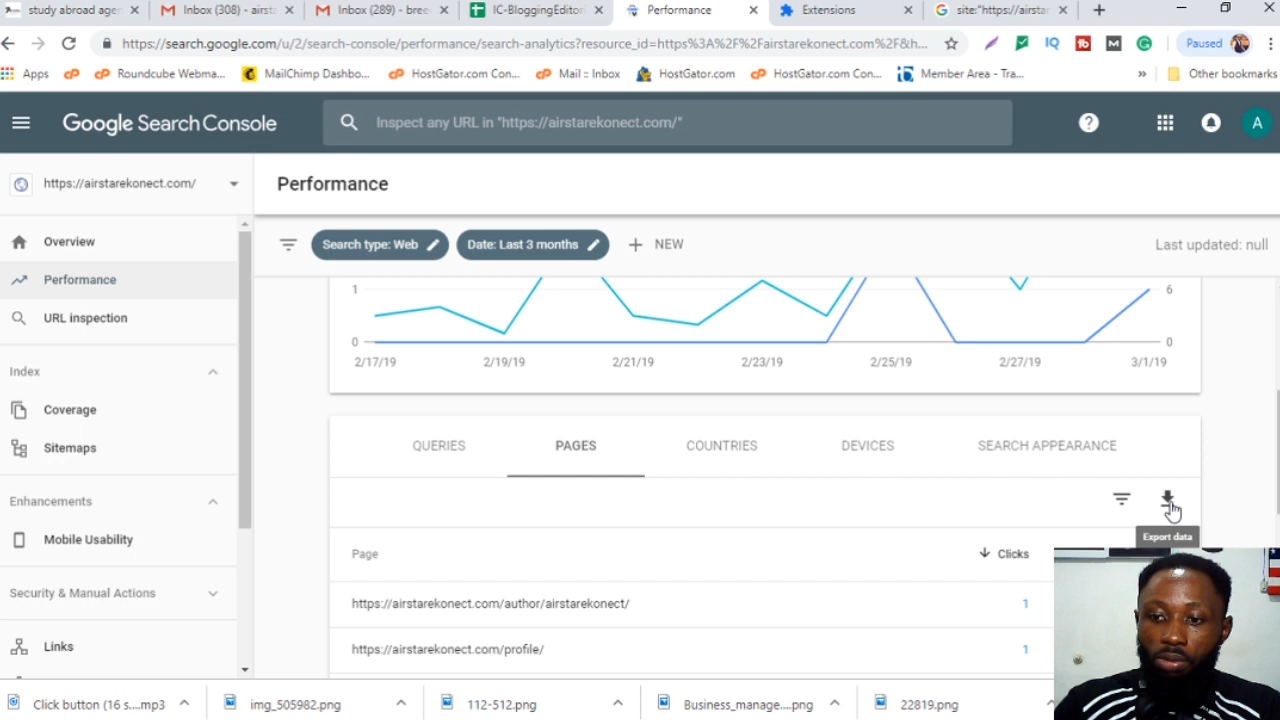 study abroad agen
Inbox (308) - airsta
Inbox (289) - bree
IC-BloggingEditor
Performance
Extensions
site:"https://airsta
https://search.google.com/u/2/search-console/performance/search-analytics?resource_id=https%3A%2F%2Fairstarekonect.com%2F&h...
Paused
Apps
Roundcube Webma...
MailChimp Dashbo...
HostGator.com Con...
Mail :: Inbox
HostGator.com
HostGator.com Con...
Member Area - Tra...
»
Other bookmarks
Google Search Console
Inspect any URL in "https://airstarekonect.com/"
A
https://airstarekonect.com/
Performance
Overview
Performance
URL inspection
Index
Coverage
Sitemaps
Enhancements
Mobile Usability
Security & Manual Actions
Links
Search type: Web
Date: Last 3 months
NEW
Last updated: null
1
6
0
0
2/17/19
2/19/19
2/21/19
2/23/19
2/25/19
2/27/19
3/1/19
QUERIES
PAGES
COUNTRIES
DEVICES
SEARCH APPEARANCE
Export data
Page
Clicks
https://airstarekonect.com/author/airstarekonect/
1
https://airstarekonect.com/profile/
1
Click button (16 s....mp3
img_505982.png
112-512.png
Business_manage....png
22819.png